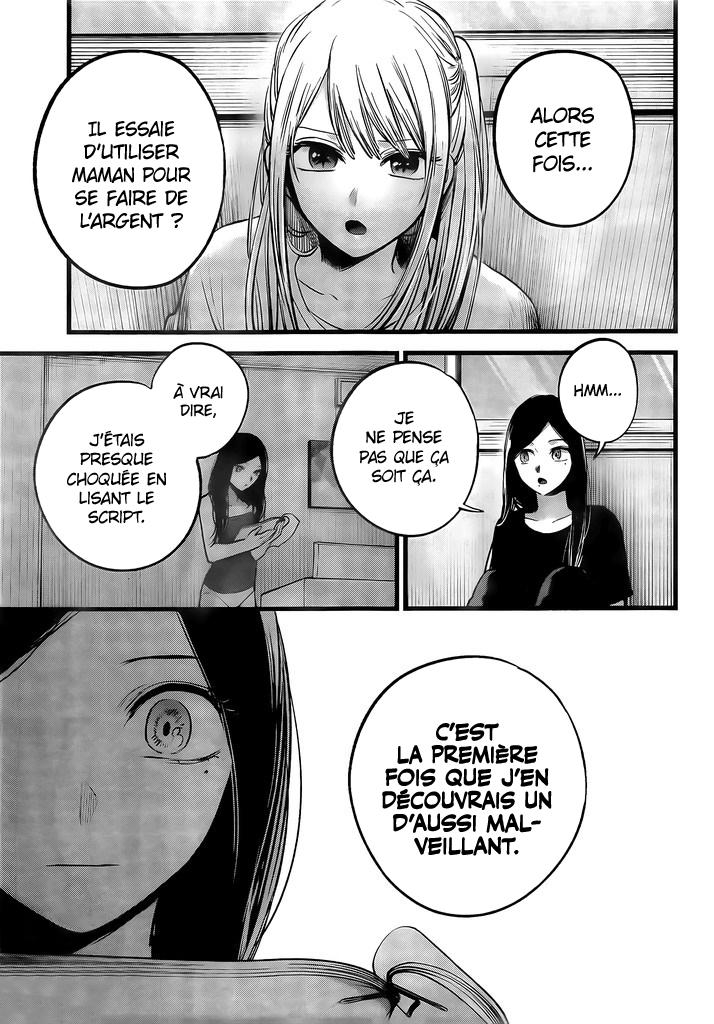 ALORS
CETTE
FOIS...
IL ESSAIE
D'UTILISER
MAMAN POUR
SE FAIRE DE
L'ARGENT ?
HMM...
JE
NE PENSE
PAS QUE ÇA
SOIT ÇA.
À VRAI
DIRE,
J'ÉTAIS
PRESQUE
CHOQUÉE EN
LISANT LE
SCRIPT.
C'EST
LA PREMIÈRE
FOIS QUE J'EN
DÉCOUVRAIS UN
D'AUSSI MAL-
VEILLANT.